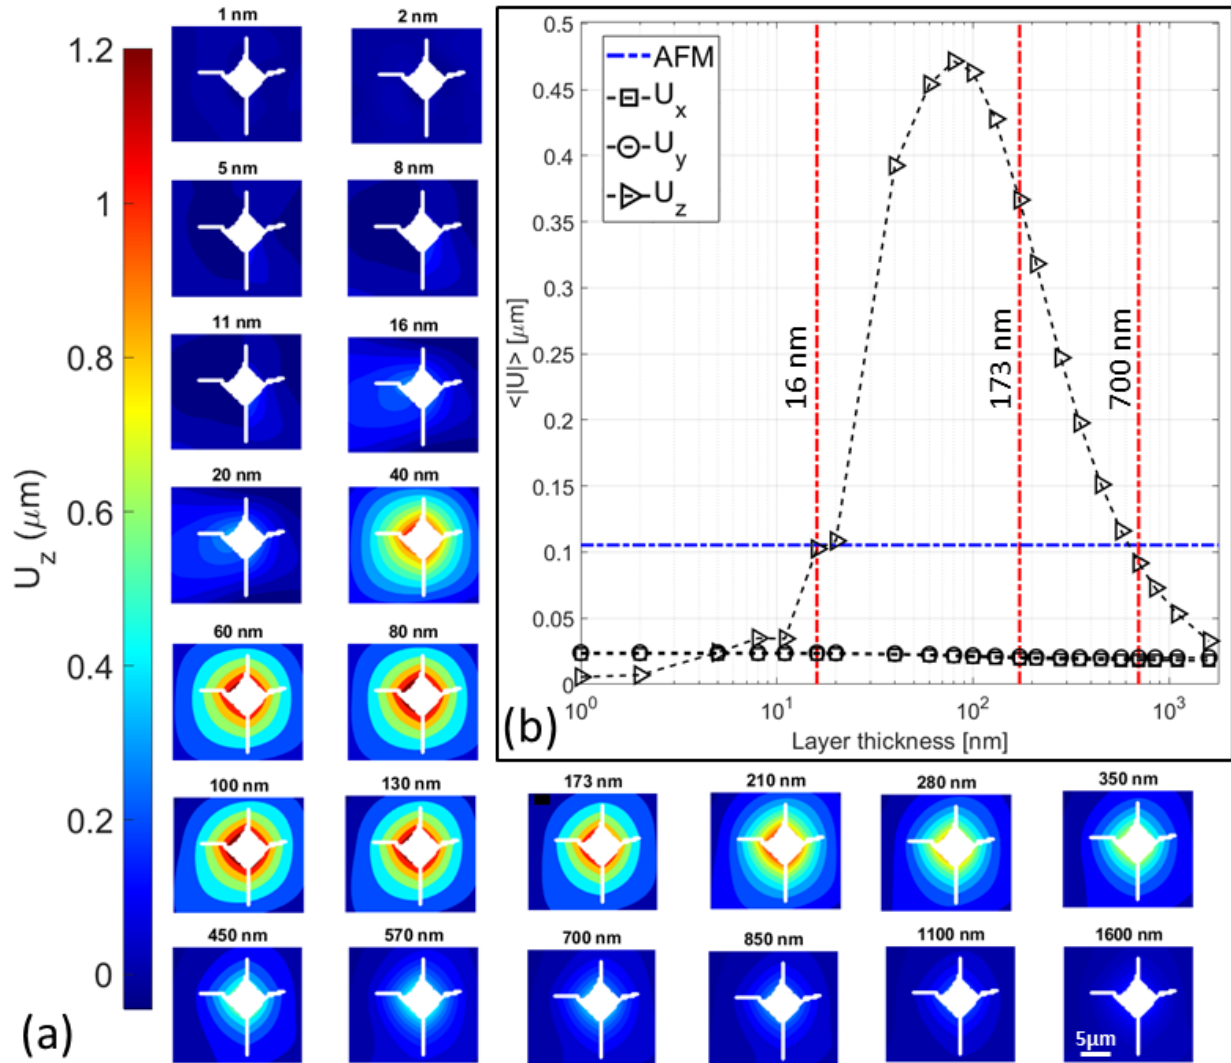 1 nm
2 nm
5 nm
8 nm
11 nm
16 nm
20 nm
40 nm
60 nm
80 nm
100 nm
130 nm
173 nm
210 nm
280 nm
350 nm
450 nm
570 nm
700 nm
850 nm
1100 nm
1600 nm
5μm
1.2
1
0.8
0.6
0.4
0.2
0
U_z (μm)
(a)
0.5
0.45
0.4
0.35
0.3
0.25
0.2
0.15
0.1
0.05
0
<|U|> [μm]
AFM
U_x
U_y
U_z
16 nm
173 nm
700 nm
10^0
10^1
10^2
10^3
Layer thickness [nm]
(b)